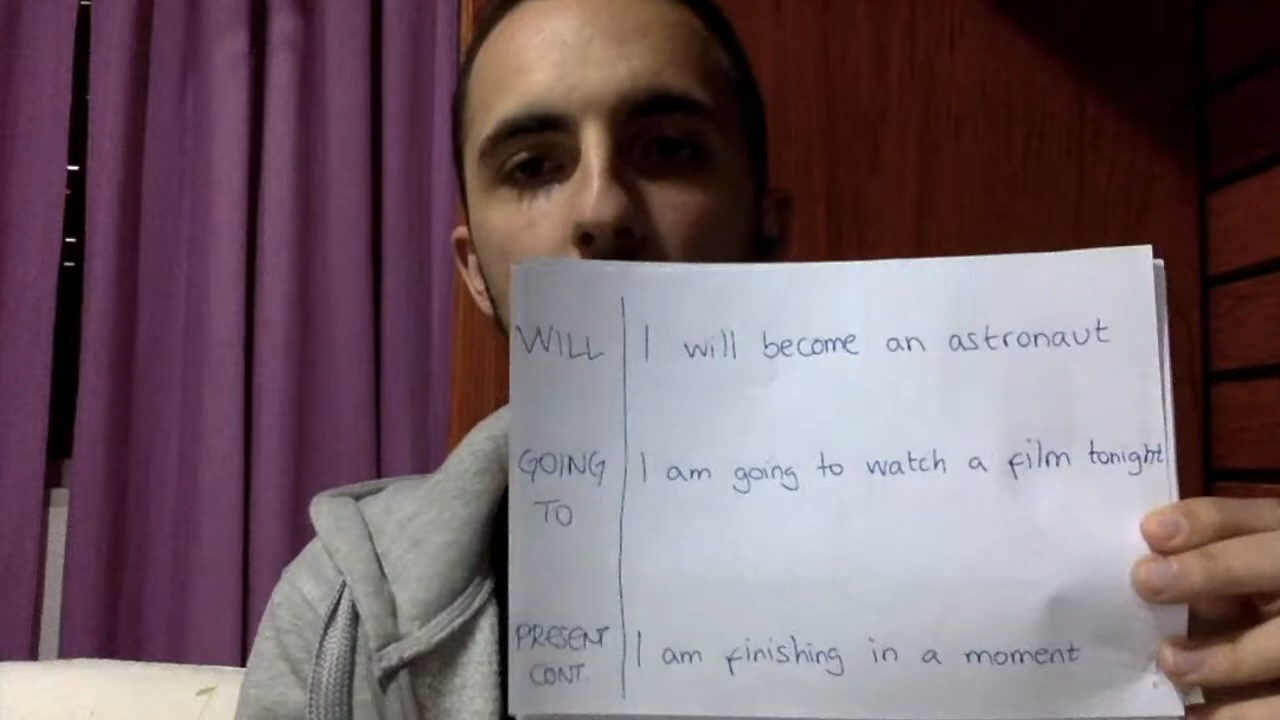 WILL I will become an astronaut
GOING TO I am going to watch a film tonight
PRESENT CONT. I am finishing in a moment